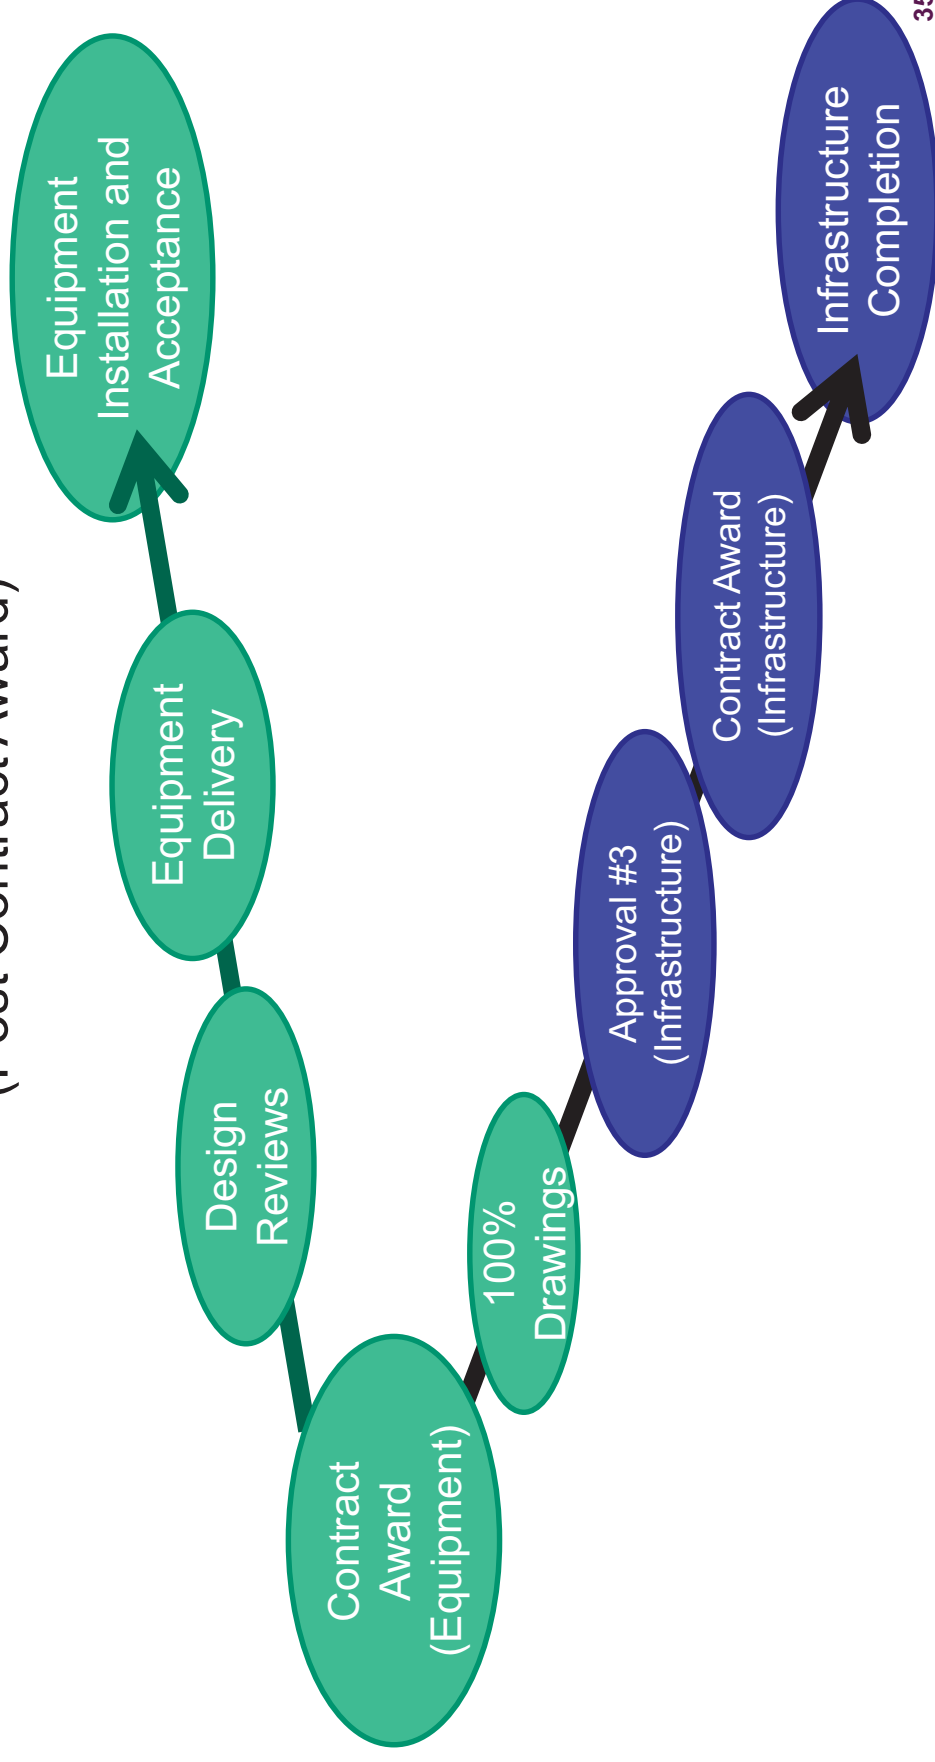 (Post Contract Award)
Equipment
Installation and
Acceptance
Equipment
Delivery
Design
Reviews
Contract
Award
(Equipment)
100%
Drawings
Approval #3
(Infrastructure)
Contract Award
(Infrastructure)
Infrastructure
Completion
35